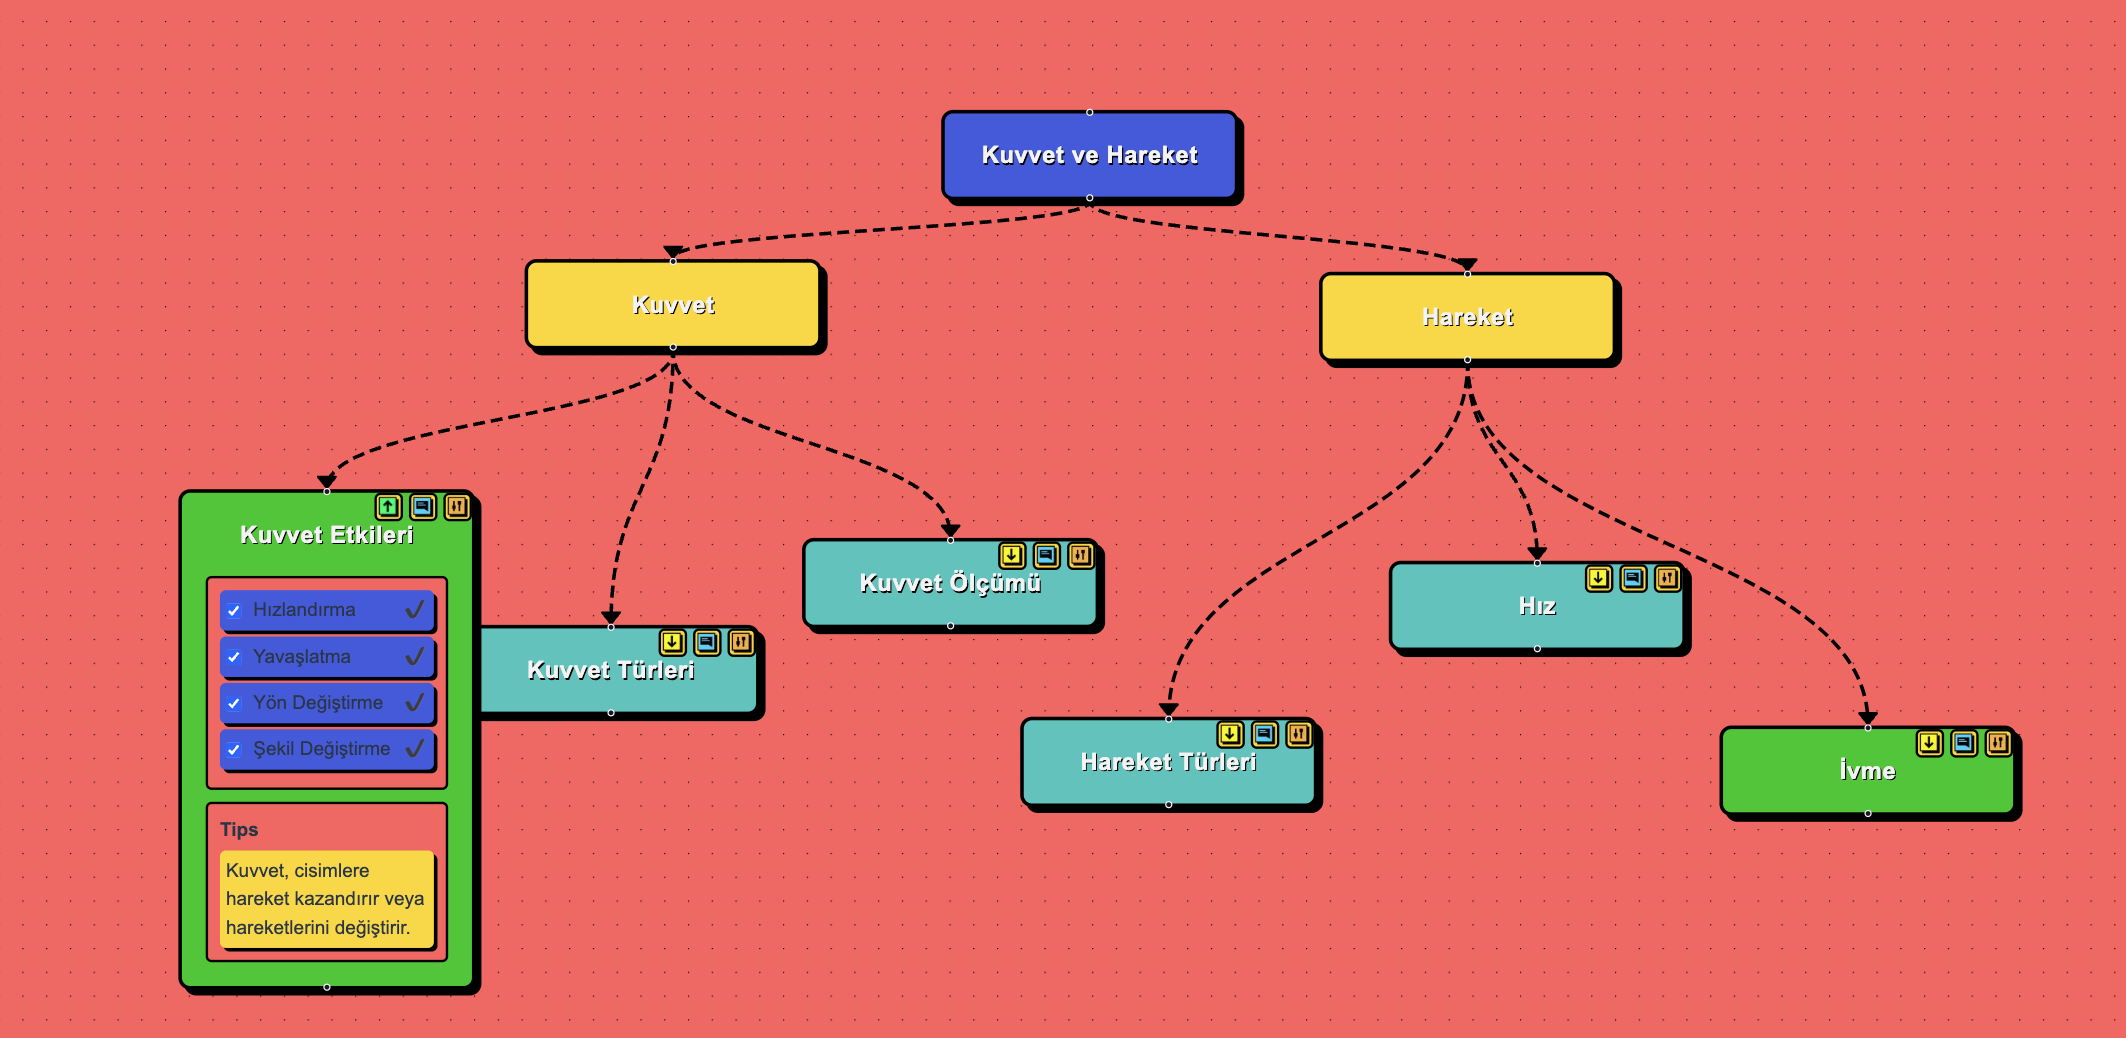 Kuvvet ve Hareket
Kuvvet
Hareket
Kuvvet Etkileri
Hızlandırma
Yavaşlatma
Yön Değiştirme
Şekil Değiştirme
Tips
Kuvvet, cisimlere
hareket kazandırır veya
hareketlerini değiştirir.
Kuvvet Türleri
Kuvvet Ölçümü
Hareket Türleri
Hız
İvme